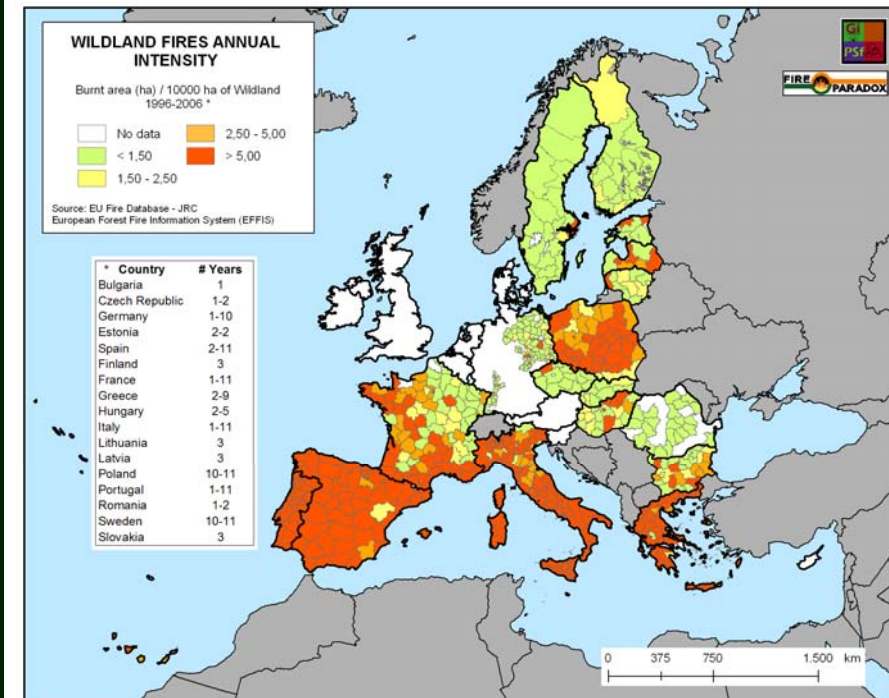 WILDLAND FIRES ANNUAL
INTENSITY
Burnt area (ha) / 10000 ha of Wildland
1996-2006 *
No data
2,50 - 5,00
< 1,50
> 5,00
1,50 - 2,50
Source: EU Fire Database - JRC
European Forest Fire Information System (EFFIS)
FIRE
PARADOX
* Country # Years
Bulgaria 1
Czech Republic 1-2
Germany 1-10
Estonia 2-2
Spain 2-11
Finland 3
France 1-11
Greece 2-9
Hungary 2-5
Italy 1-11
Lithuania 3
Latvia 3
Poland 10-11
Portugal 1-11
Romania 1-2
Sweden 10-11
Slovakia 3
0 375 750 1.500 km